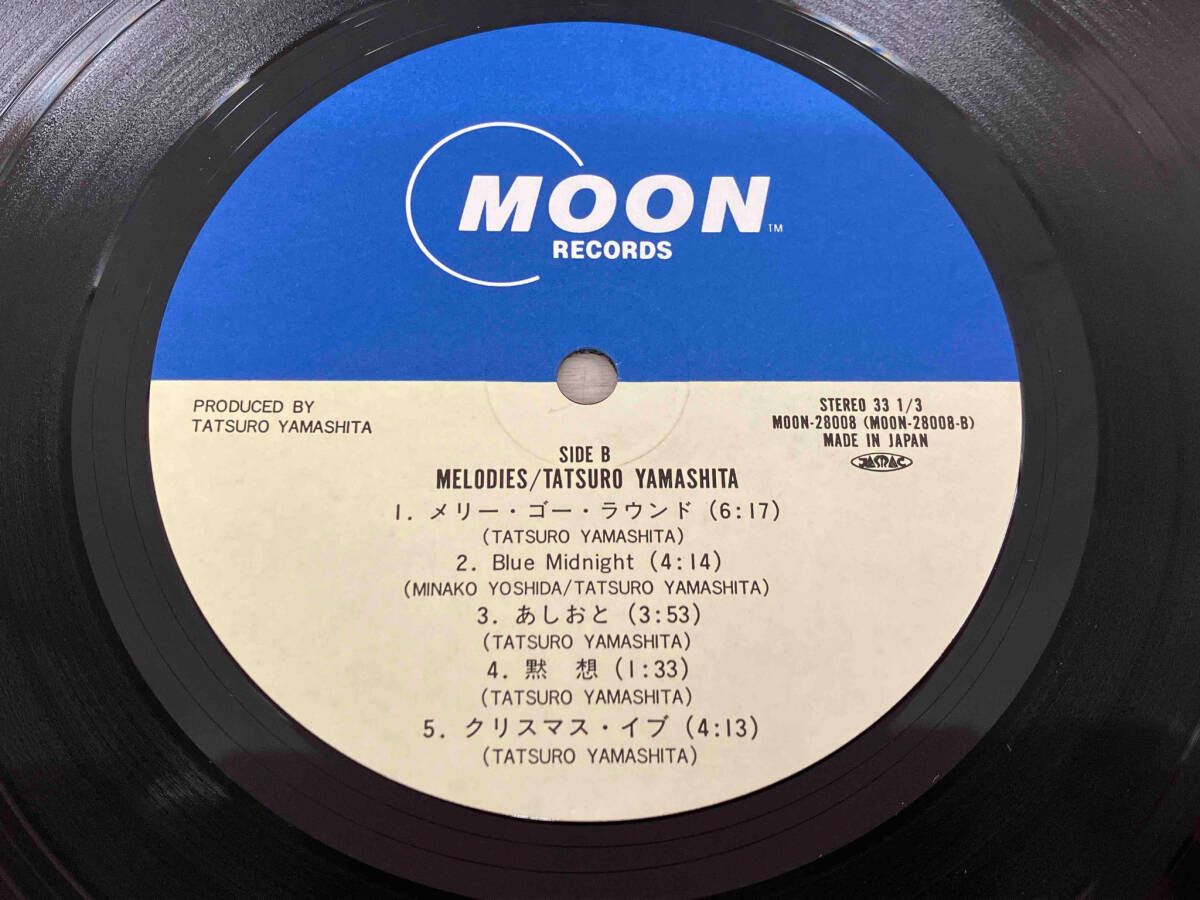 MOON TM
RECORDS
PRODUCED BY
TATSURO YAMASHITA
STEREO 33 1/3
MOON-28008 (MOON-28008-B)
MADE IN JAPAN
JASRAC
SIDE B
MELODIES/TATSURO YAMASHITA
1. メリー・ゴー・ラウンド (6:17)
(TATSURO YAMASHITA)
2. Blue Midnight (4:14)
(MINAKO YOSHIDA/TATSURO YAMASHITA)
3. あしおと (3:53)
(TATSURO YAMASHITA)
4. 黙 想 (1:33)
(TATSURO YAMASHITA)
5. クリスマス・イブ (4:13)
(TATSURO YAMASHITA)